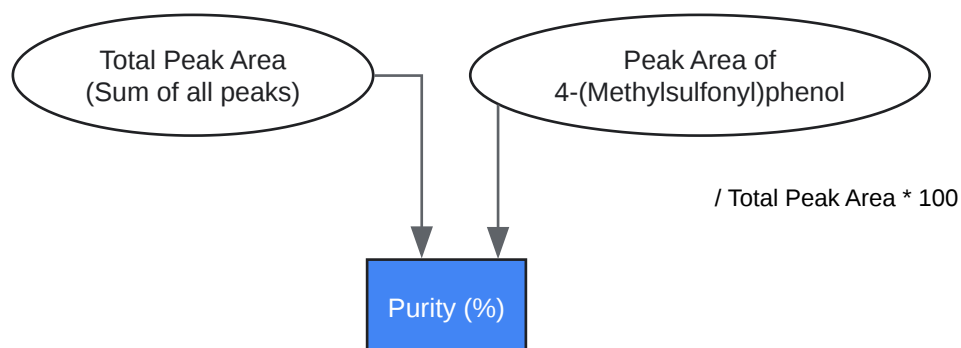 Total Peak Area
(Sum of all peaks)
Peak Area of
4-(Methylsulfonyl)phenol
/ Total Peak Area * 100
Purity (%)